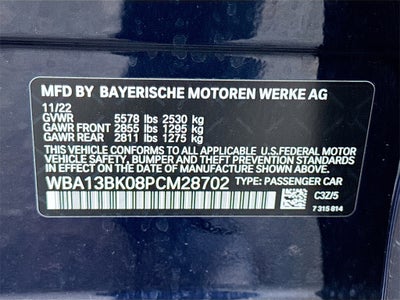 MFD BY BAYERISCHE MOTOREN WERKE AG
11/22
GVWR 5578 lbs 2530 kg
GAWR FRONT 2855 lbs 1295 kg
GAWR REAR 2811 lbs 1275 kg
THIS VEHICLE CONFORMS TO ALL APPLICABLE U.S.FEDERAL MOTOR
VEHICLE SAFETY, BUMPER, AND THEFT PREVENTION STANDARDS
IN EFFECT ON THE DATE OF MANUFACTURE SHOWN ABOVE.
WBA13BK08PCM28702 TYPE: PASSENGER CAR
C3Z/5
7 315 814